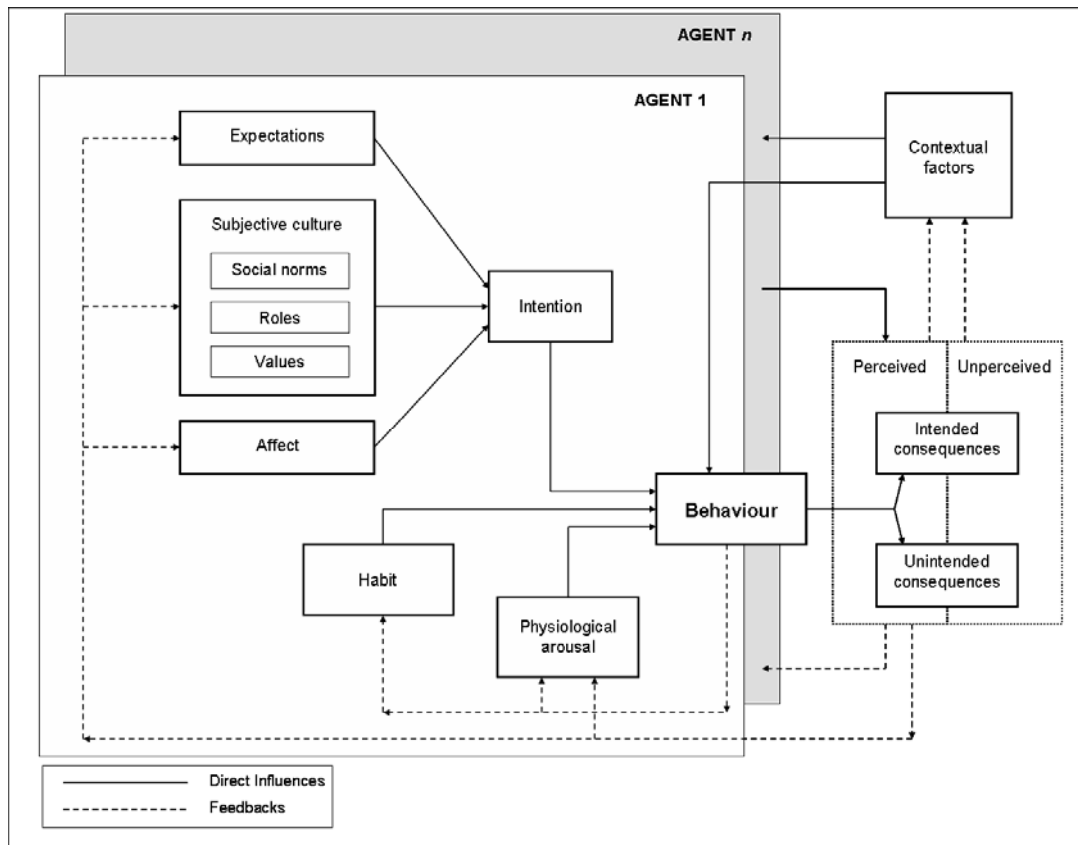 AGENT n
AGENT 1
Expectations
Contextual
factors
Subjective culture
Social norms
Roles
Values
Intention
Perceived
Unperceived
Affect
Intended
consequences
Behaviour
Unintended
consequences
Habit
Physiological
arousal
Direct Influences
Feedbacks